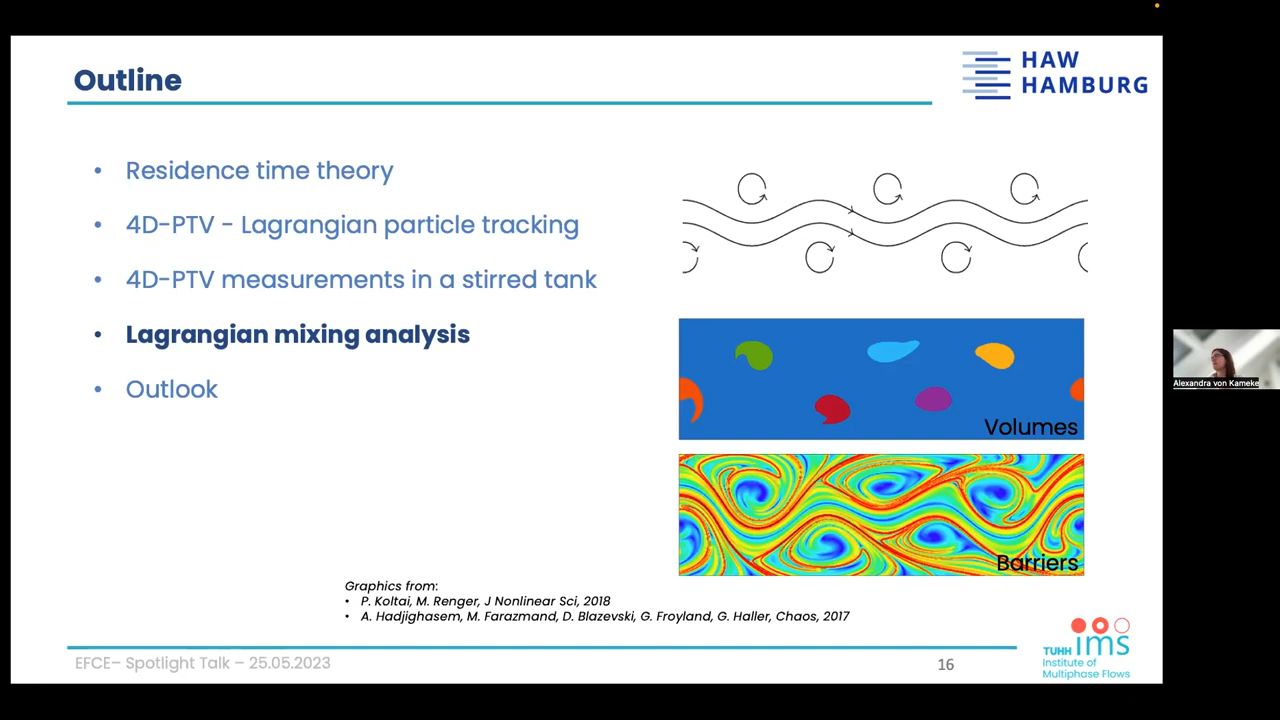 Outline
HAW
HAMBURG
• Residence time theory
• 4D-PTV - Lagrangian particle tracking
• 4D-PTV measurements in a stirred tank
• Lagrangian mixing analysis
• Outlook
Volumes
Barriers
Alexandra von Kameke
Graphics from:
• P. Koltai, M. Renger, J Nonlinear Sci, 2018
• A. Hadjighasem, M. Farazmand, D. Blazevski, G. Froyland, G. Haller, Chaos, 2017
EFCE– Spotlight Talk – 25.05.2023
16
TUHH ims
Institute of
Multiphase Flows